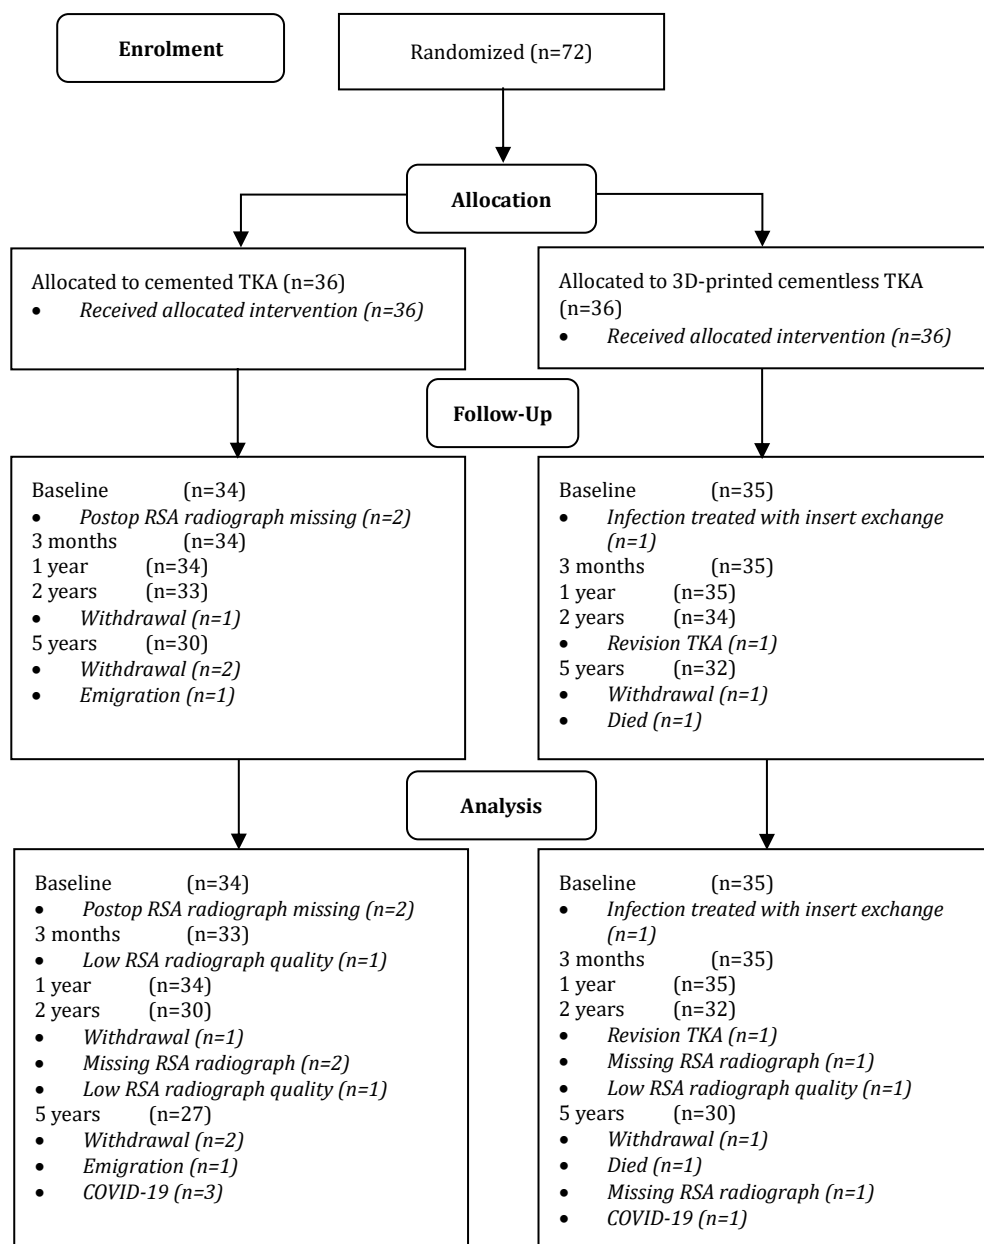 Enrolment
Randomized (n=72)
Allocation
Allocated to cemented TKA (n=36)
• Received allocated intervention (n=36)
Allocated to 3D-printed cementless TKA
(n=36)
• Received allocated intervention (n=36)
Follow-Up
Baseline (n=34)
• Postop RSA radiograph missing (n=2)
3 months (n=34)
1 year (n=34)
2 years (n=33)
• Withdrawal (n=1)
5 years (n=30)
• Withdrawal (n=2)
• Emigration (n=1)
Baseline (n=35)
• Infection treated with insert exchange
(n=1)
3 months (n=35)
1 year (n=35)
2 years (n=34)
• Revision TKA (n=1)
5 years (n=32)
• Withdrawal (n=1)
• Died (n=1)
Analysis
Baseline (n=34)
• Postop RSA radiograph missing (n=2)
3 months (n=33)
• Low RSA radiograph quality (n=1)
1 year (n=34)
2 years (n=30)
• Withdrawal (n=1)
• Missing RSA radiograph (n=2)
• Low RSA radiograph quality (n=1)
5 years (n=27)
• Withdrawal (n=2)
• Emigration (n=1)
• COVID-19 (n=3)
Baseline (n=35)
• Infection treated with insert exchange
(n=1)
3 months (n=35)
1 year (n=35)
2 years (n=32)
• Revision TKA (n=1)
• Missing RSA radiograph (n=1)
• Low RSA radiograph quality (n=1)
5 years (n=30)
• Withdrawal (n=1)
• Died (n=1)
• Missing RSA radiograph (n=1)
• COVID-19 (n=1)